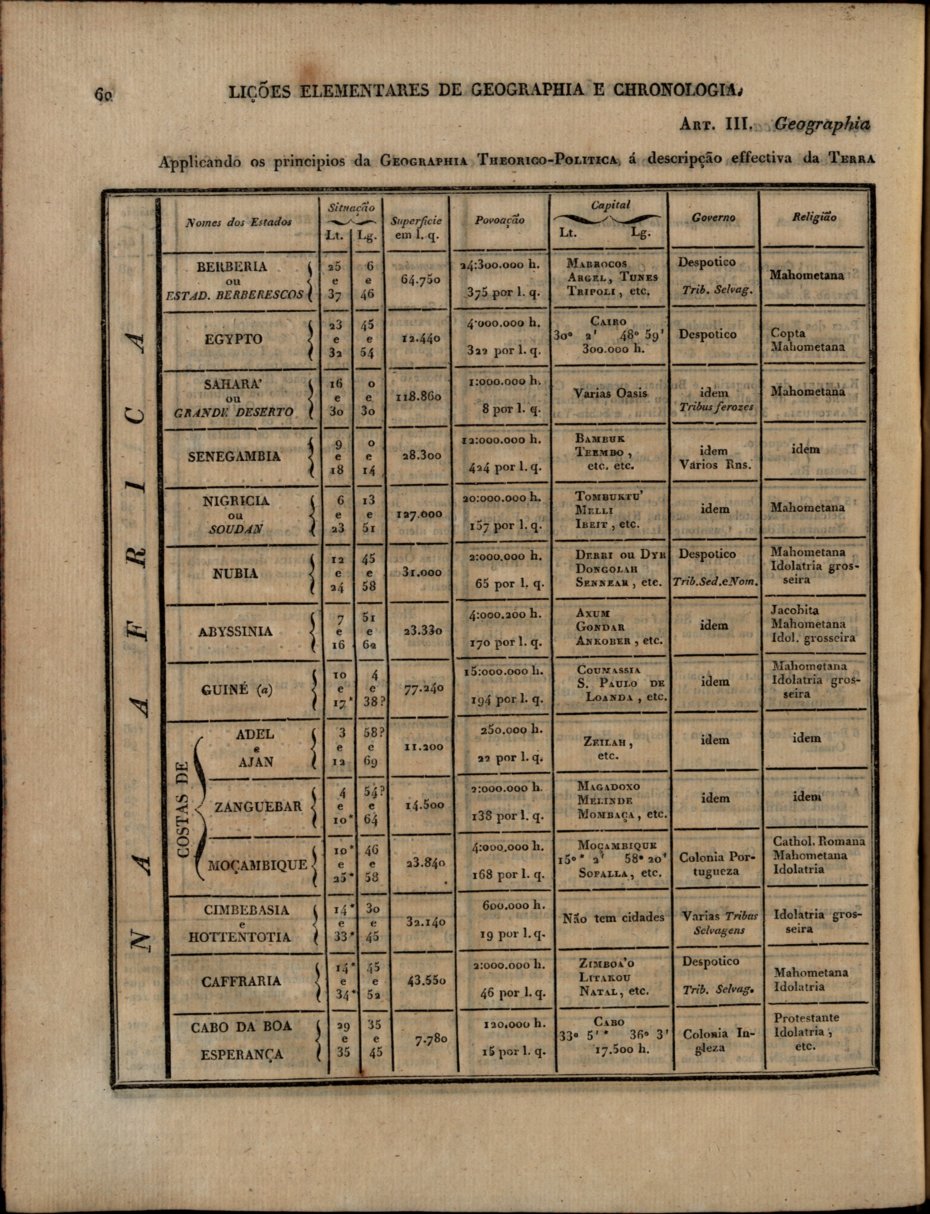 60 LIÇÕES ELEMENTARES DE GEOGRAPHIA E CHRONOLOGIA.
ART. III. Geographia
Applicando os principios da GEOGRAPHIA THEORICO-POLITICA, á descripção effectiva da TERRA
NA AFRICA
Nomes dos Estados
Situação
Lt. Lg.
Superficie
em l. q.
Povoação
Capital
Lt. Lg.
Governo
Religião
BERBERIA
ou
ESTAD. BERBERESCOS
25 6
e e
37 46
64.750
24:300.000 h.
375 por l. q.
MARROCOS
ARGEL, TUNES
TRIPOLI, etc.
Despotico
Trib. Selvag.
Mahometana
EGYPTO
23 45
e e
32 54
12.440
4:000.000 h.
322 por l. q.
CAIRO
30° 2' 48° 59'
300.000 h.
Despotico
Copta
Mahometana
SAHARA'
ou
GRANDE DESERTO
16 0
e e
30 30
118.860
1:000.000 h.
8 por l. q.
Varias Oasis
idem
Tribus ferozes
Mahometana
SENEGAMBIA
9 0
e e
18 14
28.300
12:000.000 h.
424 por l. q.
BAMBUK
TEEMBO,
etc. etc.
idem
Varios Rns.
idem
NIGRICIA
ou
SOUDAN
6 13
e e
23 51
127.000
20:000.000 h.
157 por l. q.
TOMBUKTU'
MELLI
IBEIT, etc.
idem
Mahometana
NUBIA
12 45
e e
24 58
31.000
2:000.000 h.
65 por l. q.
DERRI OU DYR
DONGOLAH
SENNEAR, etc.
Despotico
Trib.Sed.eNom.
Mahometana
Idolatria gros-
seira
ABYSSINIA
7 51
e e
16 62
23.330
4:000.200 h.
170 por l. q.
AXUM
GONDAR
ANKOBER, etc.
idem
Jacobita
Mahometana
Idol. grosseira
GUINÉ (a)
10 4
e e
17* 38?
77.240
15:000.000 h.
194 por l. q.
COUMASSIA
S. PAULO DE
LOANDA, etc.
idem
Mahometana
Idolatria gros-
seira
COSTAS DE
ADEL
e
AJAN
3 58?
e e
12 69
11.200
250.000 h.
22 por l. q.
ZEILAH,
etc.
idem
idem
ZANGUEBAR
4 54?
e e
10* 64
14.500
2:000.000 h.
138 por l. q.
MAGADOXO
MELINDE
MOMBAÇA, etc.
idem
idem
MOÇAMBIQUE
10* 46
e e
25* 58
23.840
4:000.000 h.
168 por l. q.
MOÇAMBIQUE
15°* 2' 58° 20'
SOFALLA, etc.
Colonia Por-
tugueza
Cathol. Romana
Mahometana
Idolatria
CIMBEBASIA
e
HOTTENTOTIA
14* 30
e e
33* 45
32.140
600.000 h.
19 por l. q.
Não tem cidades
Varias Tribus
Selvagens
Idolatria gros-
seira
CAFFRARIA
14* 45
e e
34* 52
43.550
2:000.000 h.
46 por l. q.
ZIMBOA'O
LITAKOU
NATAL, etc.
Despotico
Trib. Selvag.
Mahometana
Idolatria
CABO DA BOA
ESPERANÇA
29 35
e e
35 45
7.780
120.000 h.
15 por l. q.
CABO
33° 5'* 36° 3'
17.500 h.
Colonia In-
gleza
Protestante
Idolatria,
etc.